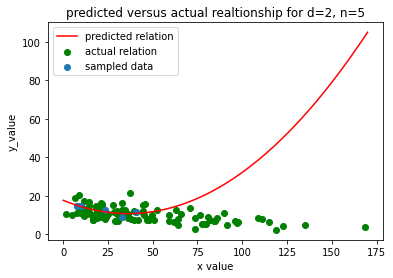 predicted versus actual realtionship for d=2, n=5
predicted relation
actual relation
sampled data
y_value
100
80
60
40
20
0
0 25 50 75 100 125 150 175
x value